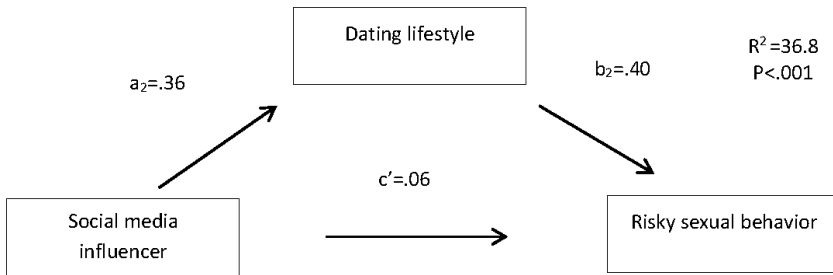 Dating lifestyle
R² =36.8
P<.001
a₂=.36
b₂=.40
c′=.06
Social media
influencer
Risky sexual behavior